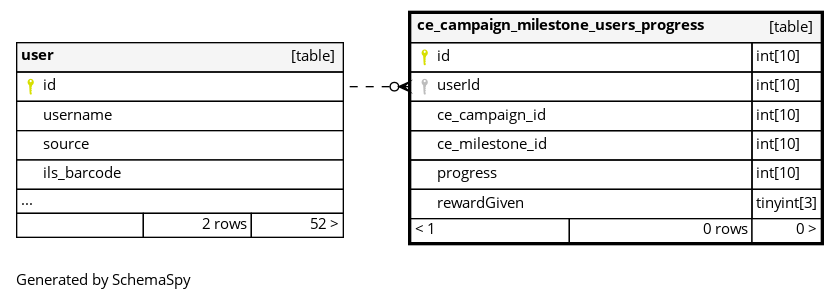 user [table]
id
username
source
ils_barcode
...
2 rows 52 >
ce_campaign_milestone_users_progress [table]
id int[10]
userId int[10]
ce_campaign_id int[10]
ce_milestone_id int[10]
progress int[10]
rewardGiven tinyint[3]
< 1 0 rows 0 >
Generated by SchemaSpy